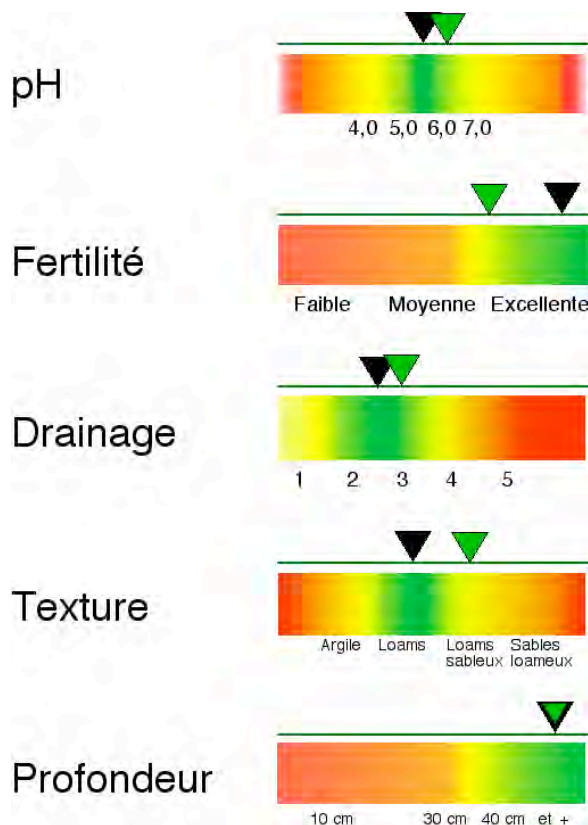 pH
4,0 5,0 6,0 7,0
Fertilité
Faible Moyenne Excellente
Drainage
1 2 3 4 5
Texture
Argile Loams Loams sableux Sables loameux
Profondeur
10 cm 30 cm 40 cm et +